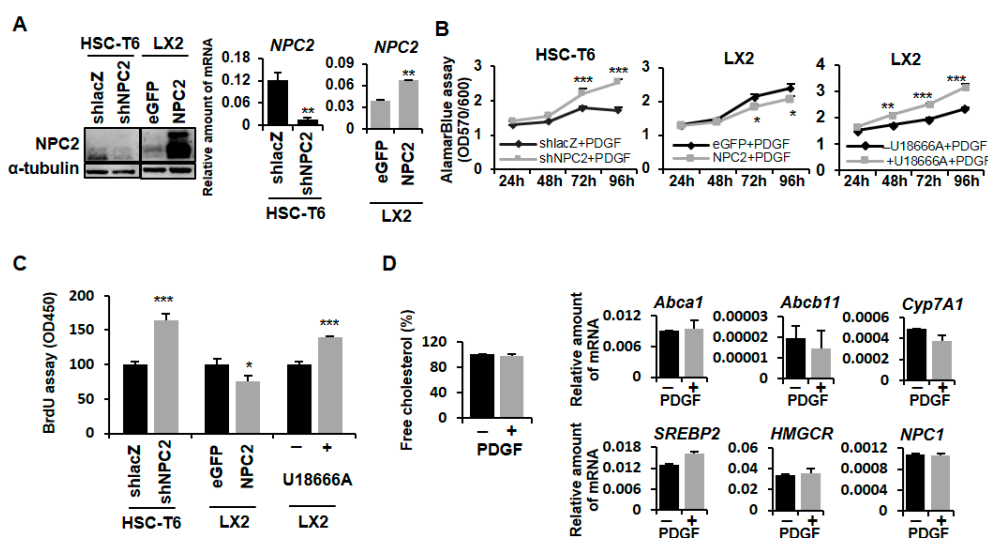 A
HSC-T6 LX2
shlacZ
shNPC2
eGFP
NPC2
NPC2
α-tubulin
Relative amount of mRNA
NPC2
0.12
0.08
0.04
0.00
shlacZ
shNPC2
HSC-T6
NPC2
0.09
0.06
0.03
0
**
**
eGFP
NPC2
LX2
B
AlamarBlue assay
(OD570/600)
HSC-T6
3
2
1
0
*** ***
shlacZ+PDGF
shNPC2+PDGF
24h 48h 72h 96h
LX2
3
2
1
0
* *
eGFP+PDGF
NPC2+PDGF
24h 48h 72h 96h
LX2
4
3
2
1
0
** *** ***
–U18666A+PDGF
+U18666A+PDGF
24h 48h 72h 96h
C
BrdU assay (OD450)
200
150
100
50
0
*** * ***
shlacZ
shNPC2
eGFP
NPC2
– +
U18666A
HSC-T6 LX2 LX2
D
Free cholesterol (%)
120
80
40
0
– +
PDGF
Relative amount
of mRNA
Abca1
0.012
0.006
0.000
– +
PDGF
Abcb11
0.00003
0.00002
0.00001
0
– +
PDGF
Cyp7A1
0.0006
0.0004
0.0002
0
– +
PDGF
Relative amount
of mRNA
SREBP2
0.018
0.012
0.006
0.000
– +
PDGF
HMGCR
0.06
0.04
0.02
0
– +
PDGF
NPC1
0.0012
0.0008
0.0004
0
– +
PDGF